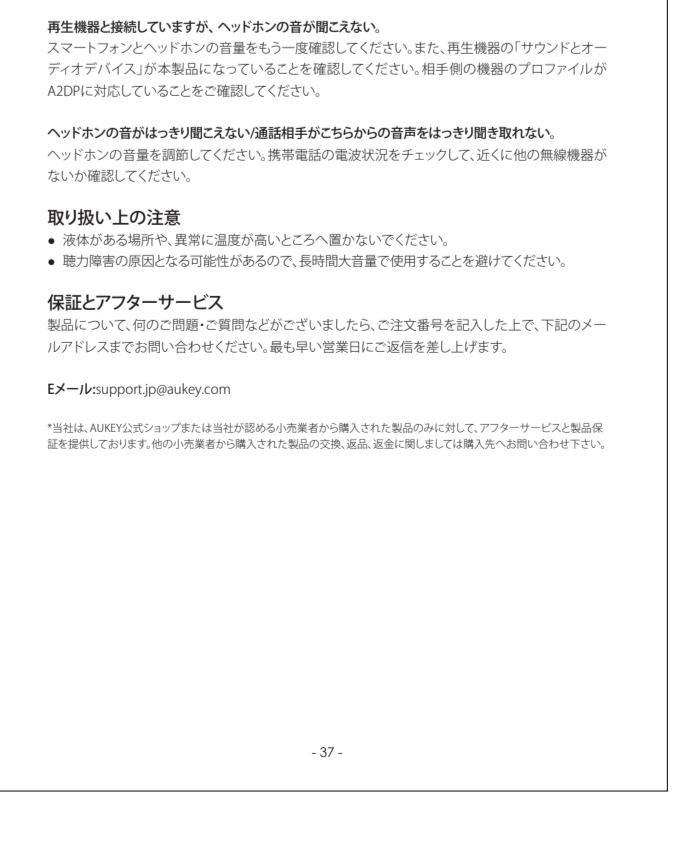 再生機器と接続していますが、ヘッドホンの音が聞こえない。
スマートフォンとヘッドホンの音量をもう一度確認してください。また、再生機器の「サウンドとオー
ディオデバイス」が本製品になっていることを確認してください。相手側の機器のプロファイルが
A2DPに対応していることをご確認してください。
ヘッドホンの音がはっきり聞こえない/通話相手がこちらからの音声をはっきり聞き取れない。
ヘッドホンの音量を調節してください。携帯電話の電波状況をチェックして、近くに他の無線機器が
ないか確認してください。
取り扱い上の注意
● 液体がある場所や、異常に温度が高いところへ置かないでください。
● 聴力障害の原因となる可能性があるので、長時間大音量で使用することを避けてください。
保証とアフターサービス
製品について、何のご問題・ご質問などがございましたら、ご注文番号を記入した上で、下記のメー
ルアドレスまでお問い合わせください。最も早い営業日にご返信を差し上げます。
Eメール:support.jp@aukey.com
*当社は、AUKEY公式ショップまたは当社が認める小売業者から購入された製品のみに対して、アフターサービスと製品保
証を提供しております。他の小売業者から購入された製品の交換、返品、返金に関しましては購入先へお問い合わせ下さい。
- 37 -